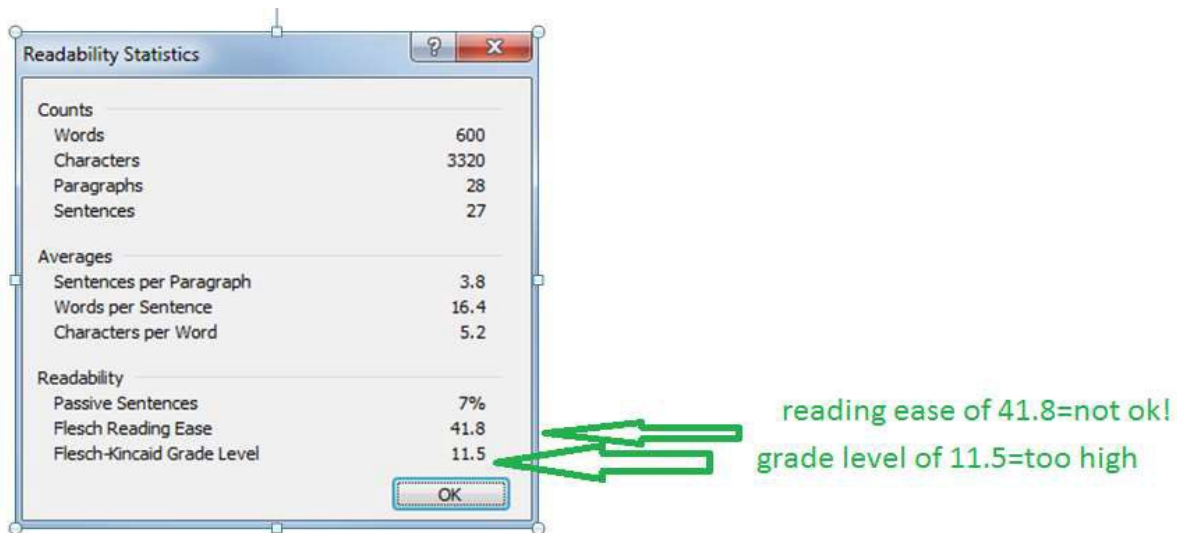 Readability Statistics
Counts
Words 600
Characters 3320
Paragraphs 28
Sentences 27
Averages
Sentences per Paragraph 3.8
Words per Sentence 16.4
Characters per Word 5.2
Readability
Passive Sentences 7%
Flesch Reading Ease 41.8
reading ease of 41.8=not ok!
Flesch-Kincaid Grade Level 11.5
grade level of 11.5=too high
OK